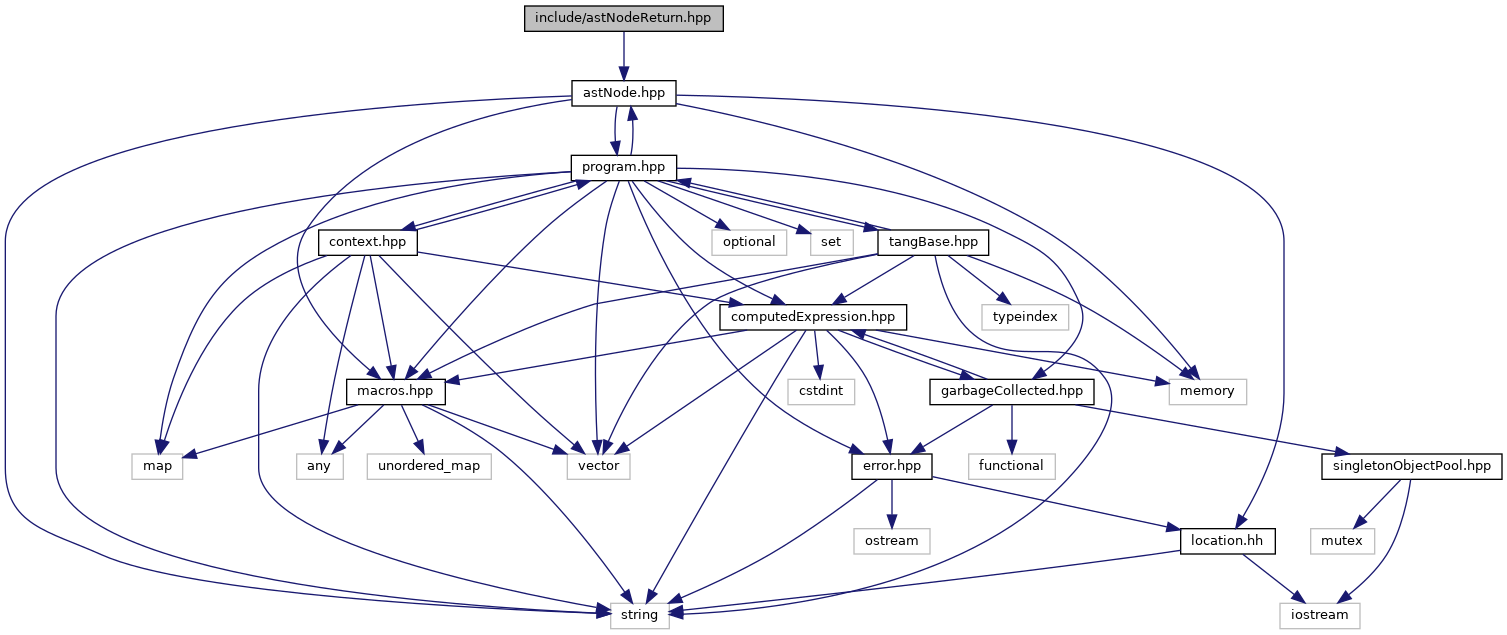 include/astNodeReturn.hpp
astNode.hpp
program.hpp
context.hpp
optional
set
tangBase.hpp
computedExpression.hpp
typeindex
macros.hpp
cstdint
garbageCollected.hpp
memory
map
any
unordered_map
vector
error.hpp
functional
singletonObjectPool.hpp
ostream
location.hh
mutex
string
iostream